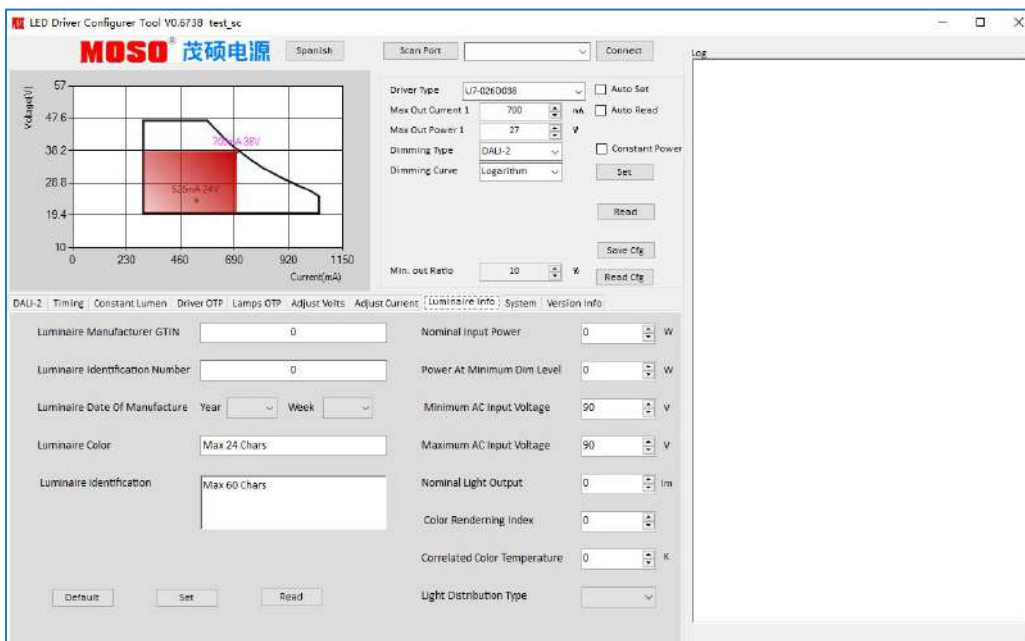 LED Driver Configurer Tool V0.6738 test_sc
MOSO® 茂硕电源
Spanish
Scan Port
Connect
Log
Voltage(V)
57
47.6
38.2
28.8
19.4
10
0 230 460 690 920 1150
Current(mA)
700mA 38V
525mA 24V
Driver Type U7-026D038 Auto Set
Max Out Current 1 700 mA Auto Read
Max Out Power 1 27 W
Dimming Type DALI-2 Constant Power
Dimming Curve Logarithm Set
Read
Save Cfg
Min. out Ratio 10 % Read Cfg
DALI-2 Timing Constant Lumen Driver OTP Lamps OTP Adjust Volts Adjust Current Luminaire Info System Version Info
Luminaire Manufacturer GTIN 0
Luminaire Identification Number 0
Luminaire Date Of Manufacture Year Week
Luminaire Color Max 24 Chars
Luminaire Identification Max 60 Chars
Default Set Read
Nominal Input Power 0 W
Power At Minimum Dim Level 0 W
Minimum AC Input Voltage 90 V
Maximum AC Input Voltage 90 V
Nominal Light Output 0 lm
Color Renderning Index 0
Correlated Color Temperature 0 K
Light Distribution Type